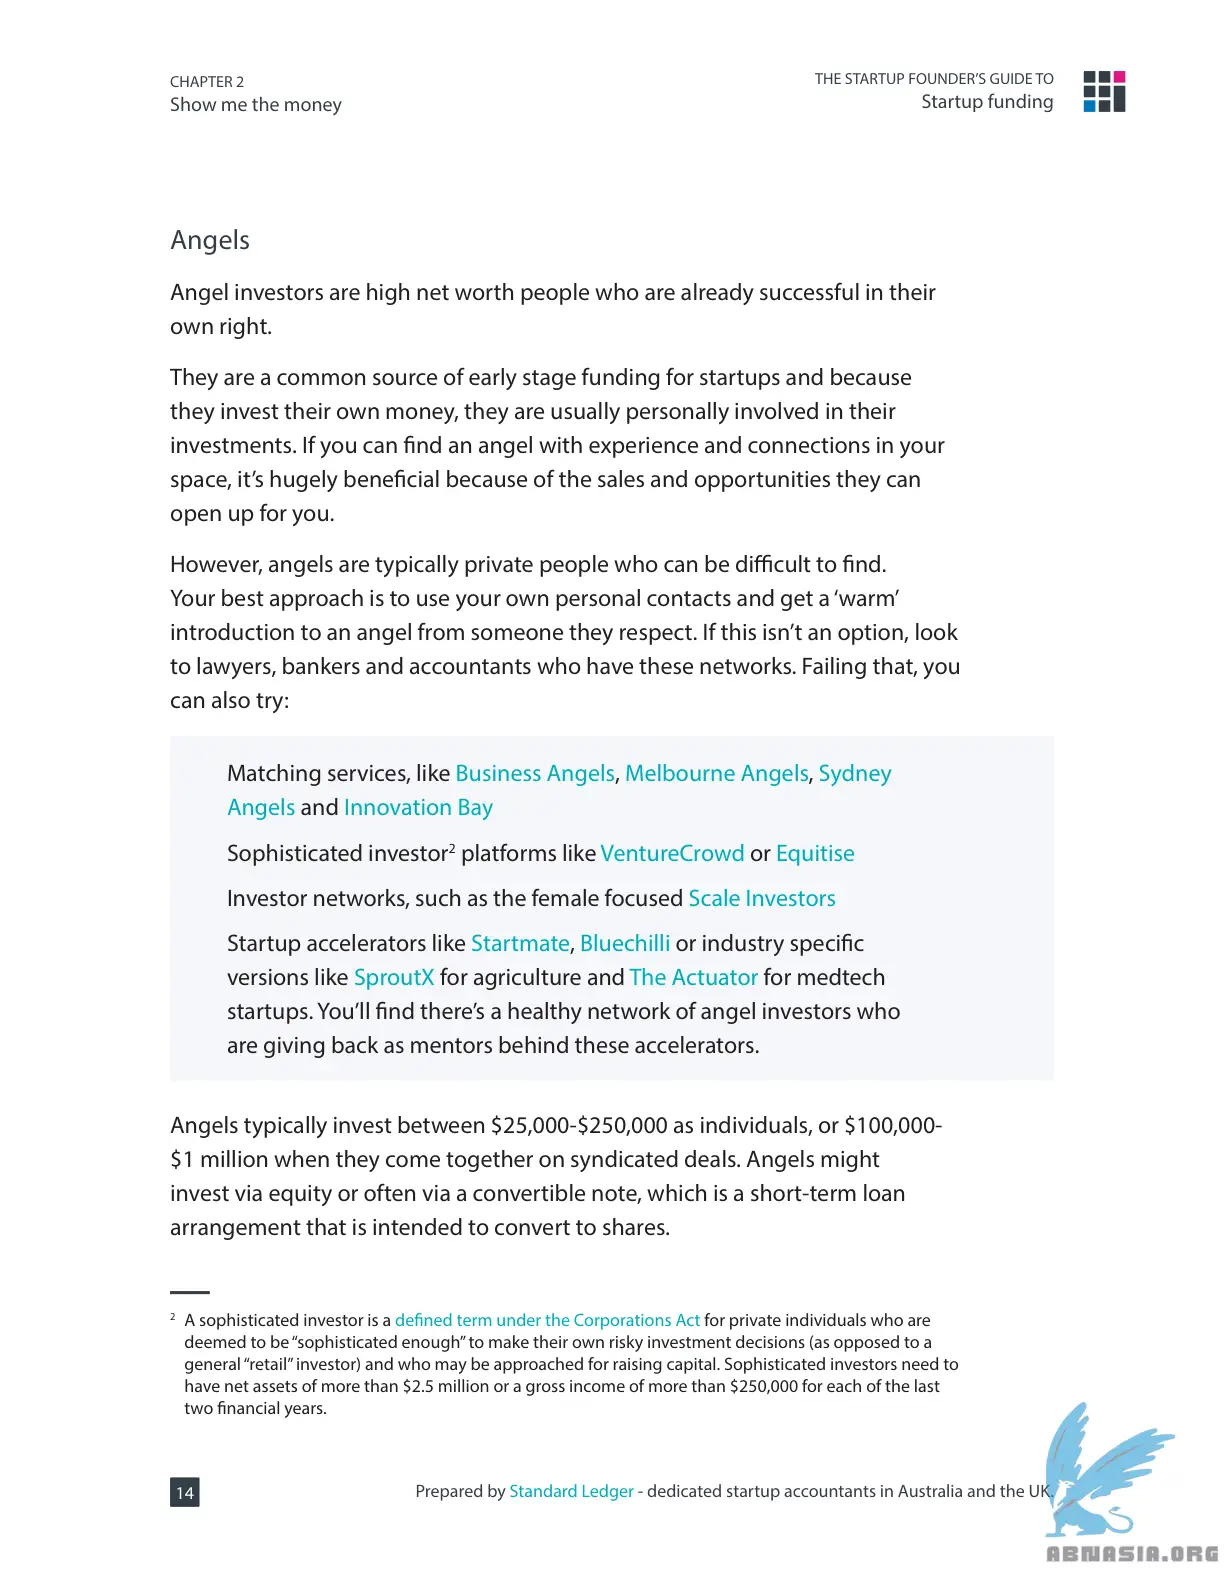 CHAPTER 2
Show me the money
THE STARTUP FOUNDER’S GUIDE TO
Startup funding
Angels
Angel investors are high net worth people who are already successful in their
own right.
They are a common source of early stage funding for startups and because
they invest their own money, they are usually personally involved in their
investments. If you can find an angel with experience and connections in your
space, it’s hugely beneficial because of the sales and opportunities they can
open up for you.
However, angels are typically private people who can be difficult to find.
Your best approach is to use your own personal contacts and get a ‘warm’
introduction to an angel from someone they respect. If this isn’t an option, look
to lawyers, bankers and accountants who have these networks. Failing that, you
can also try:
Matching services, like Business Angels, Melbourne Angels, Sydney
Angels and Innovation Bay
Sophisticated investor² platforms like VentureCrowd or Equitise
Investor networks, such as the female focused Scale Investors
Startup accelerators like Startmate, Bluechilli or industry specific
versions like SproutX for agriculture and The Actuator for medtech
startups. You’ll find there’s a healthy network of angel investors who
are giving back as mentors behind these accelerators.
Angels typically invest between $25,000-$250,000 as individuals, or $100,000-
$1 million when they come together on syndicated deals. Angels might
invest via equity or often via a convertible note, which is a short-term loan
arrangement that is intended to convert to shares.
² A sophisticated investor is a defined term under the Corporations Act for private individuals who are
deemed to be “sophisticated enough” to make their own risky investment decisions (as opposed to a
general “retail” investor) and who may be approached for raising capital. Sophisticated investors need to
have net assets of more than $2.5 million or a gross income of more than $250,000 for each of the last
two financial years.
14
Prepared by Standard Ledger - dedicated startup accountants in Australia and the UK.
ABNASIA.ORG